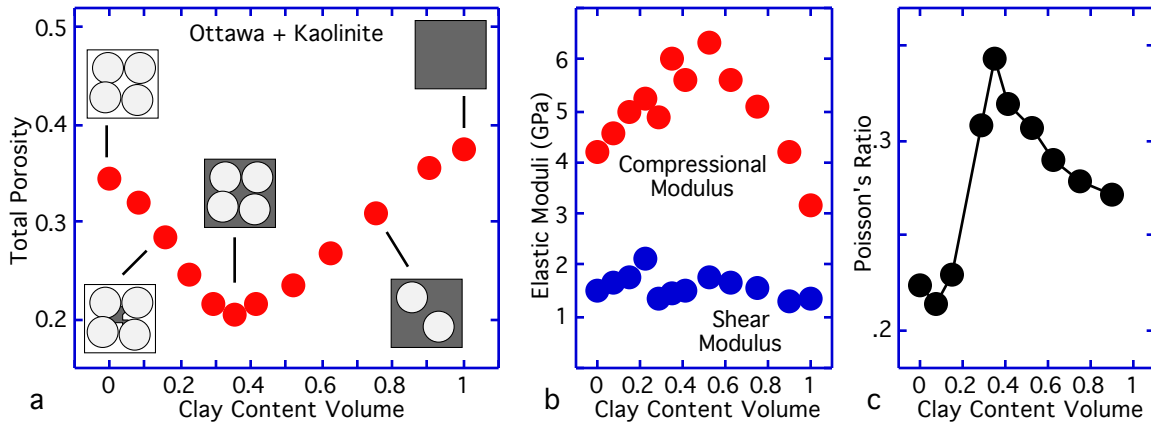 Ottawa + Kaolinite
Total Porosity
0.5
0.4
0.3
0.2
0 0.2 0.4 0.6 0.8 1
Clay Content Volume
a
Elastic Moduli (GPa)
6
5
4
3
2
1
Compressional
Modulus
Shear
Modulus
0 0.2 0.4 0.6 0.8 1
Clay Content Volume
b
Poisson's Ratio
.3
.2
0 0.2 0.4 0.6 0.8 1
Clay Content Volume
c